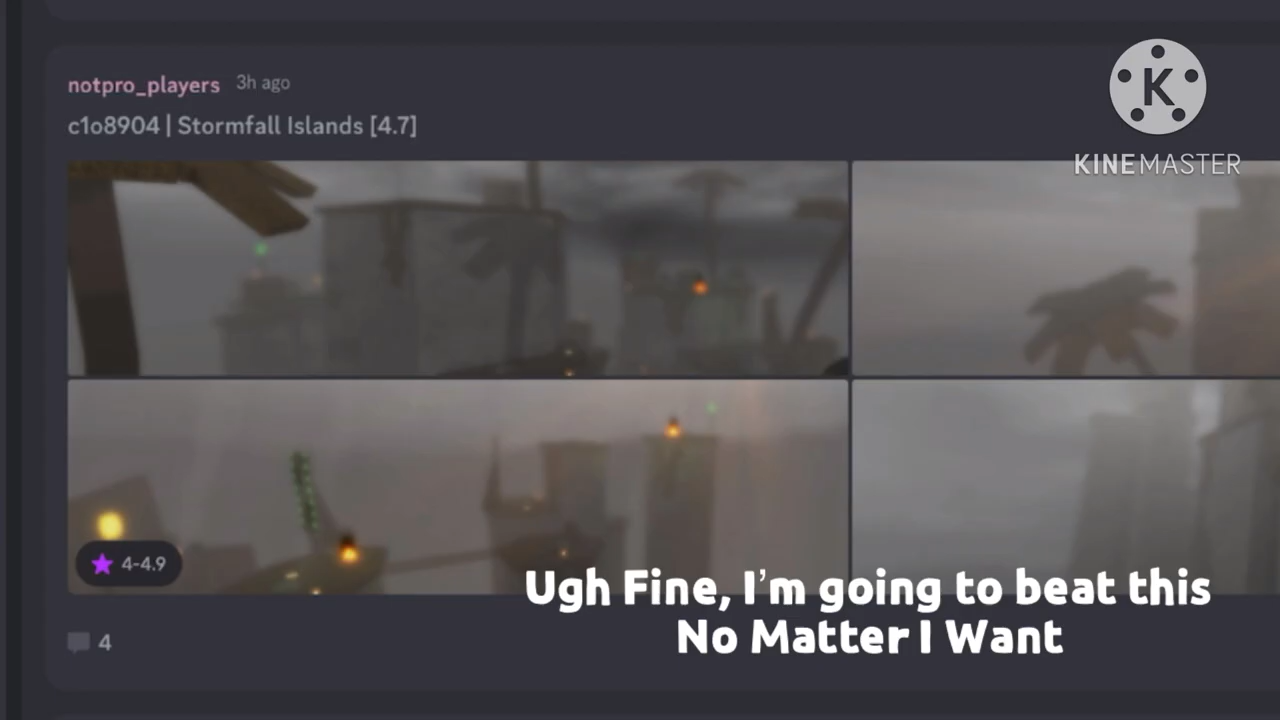 notpro_players 3h ago
c1o8904 | Stormfall Islands [4.7]
K
KINEMASTER
4-4.9
Ugh Fine, I'm going to beat this
No Matter I Want
4